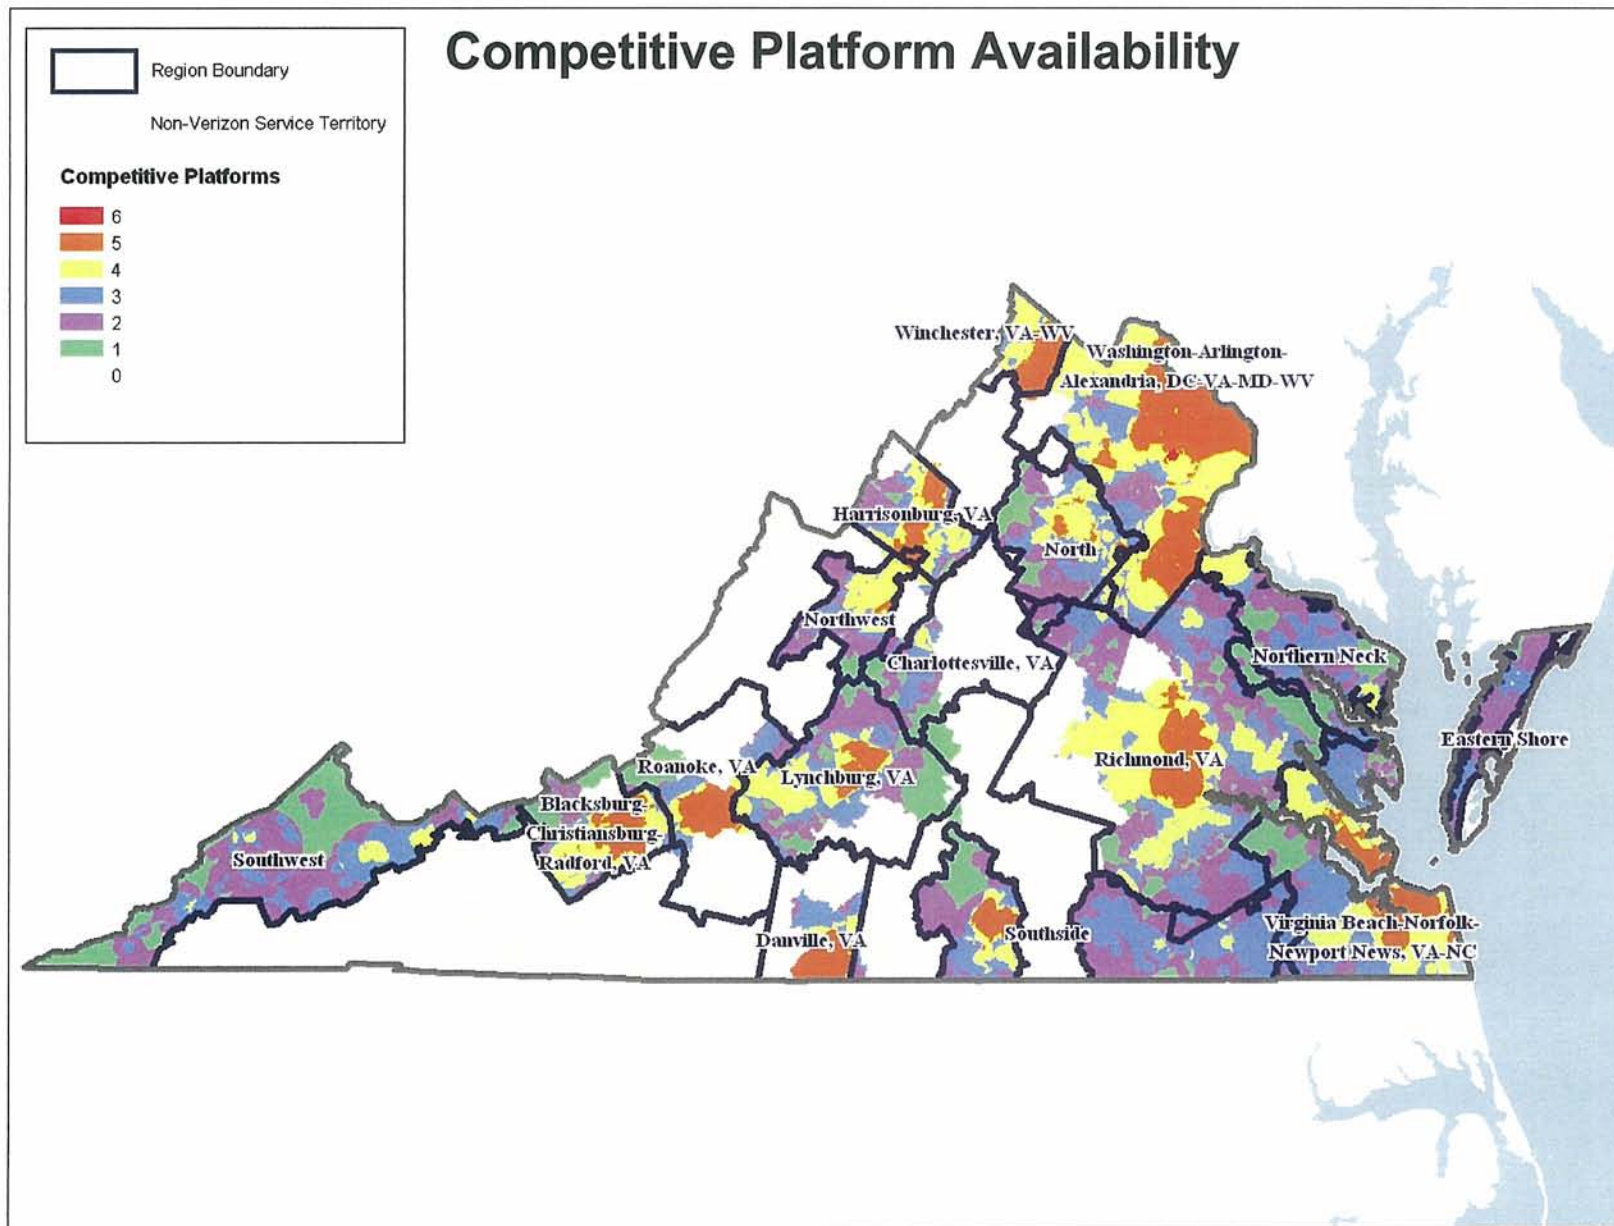 Competitive Platform Availability
Region Boundary
Non-Verizon Service Territory
Competitive Platforms
6
5
4
3
2
1
0
Winchester, VA-WV
Washington-Arlington-
Alexandria, DC-VA-MD-WV
Harrisonburg, VA
North
Northwest
Charlottesville, VA
Northern Neck
Eastern Shore
Roanoke, VA
Lynchburg, VA
Richmond, VA
Blacksburg-
Christiansburg-
Radford, VA
Southwest
Danville, VA
Southside
Virginia Beach-Norfolk-
Newport News, VA-NC